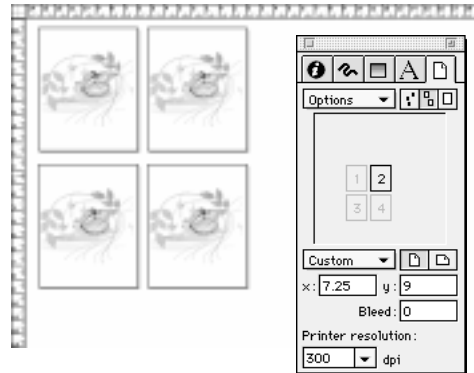 A
Options
1 2
3 4
Custom
x: 7.25 y: 9
Bleed: 0
Printer resolution:
300 dpi